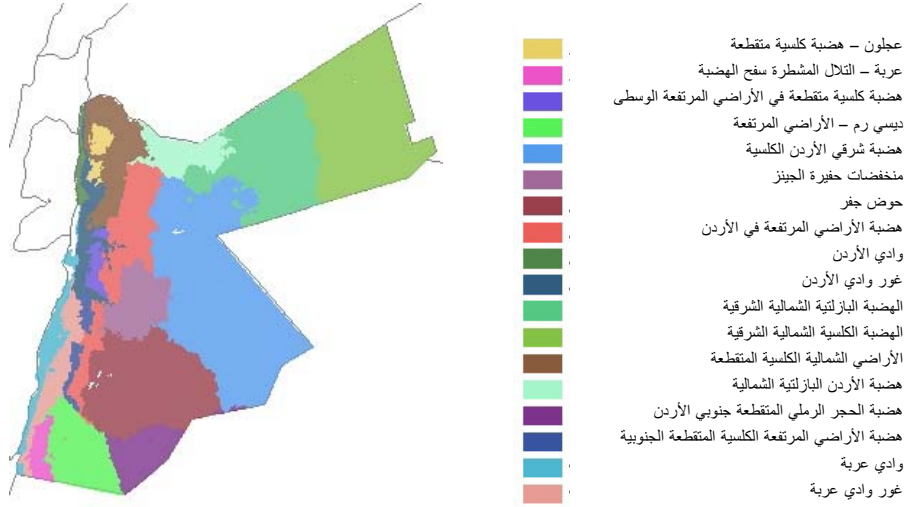 عجلون – هضبة كلسية متقطعة
عربة – التلال المشطرة سفح الهضبة
هضبة كلسية متقطعة في الأراضي المرتفعة الوسطى
ديسي رم – الأراضي المرتفعة
هضبة شرقي الأردن الكلسية
منخفضات حفيرة الجينز
حوض جفر
هضبة الأراضي المرتفعة في الأردن
وادي الأردن
غور وادي الأردن
الهضبة البازلتية الشمالية الشرقية
الهضبة الكلسية الشمالية الشرقية
الأراضي الشمالية الكلسية المتقطعة
هضبة الأردن البازلتية الشمالية
هضبة الحجر الرملي المتقطعة جنوبي الأردن
هضبة الأراضي المرتفعة الكلسية المتقطعة الجنوبية
وادي عربة
غور وادي عربة